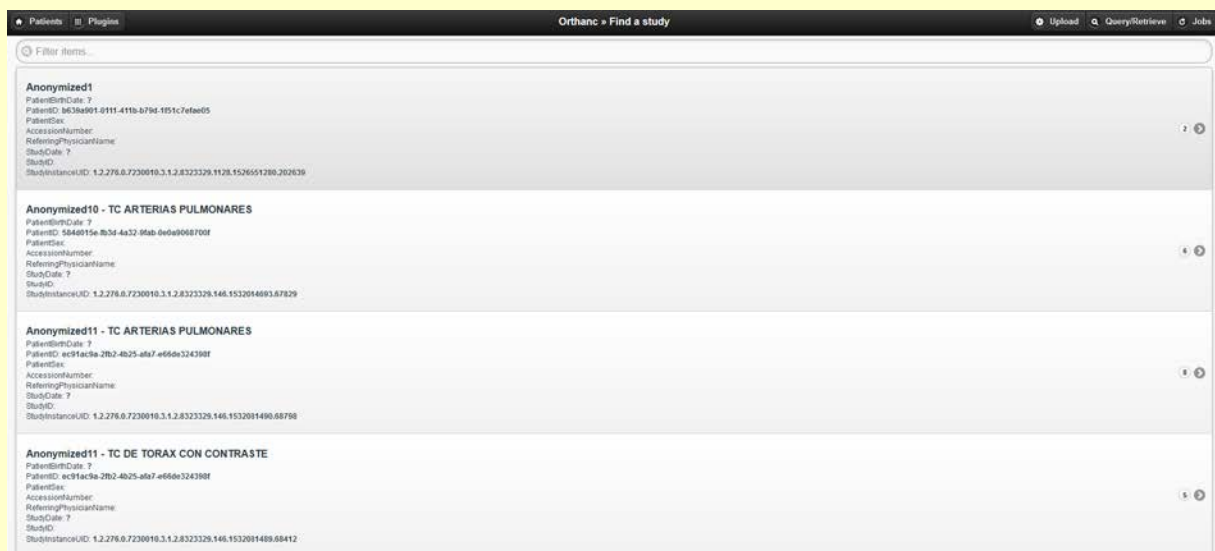 Patients
Plugins
Orthanc » Find a study
Upload
Query/Retrieve
Jobs
Filter items...
Anonymized1
PatientBirthDate: ?
PatientID: b639a901-0111-411b-b79d-1f51c7efae05
PatientSex:
AccessionNumber:
ReferringPhysicianName:
StudyDate: ?
StudyID:
StudyInstanceUID: 1.2.276.0.7230010.3.1.2.8323329.1128.1526551280.202639
2
Anonymized10 - TC ARTERIAS PULMONARES
PatientBirthDate: ?
PatientID: 584d015e-fb3d-4a32-9fab-0e0a9068700f
PatientSex:
AccessionNumber:
ReferringPhysicianName:
StudyDate: ?
StudyID:
StudyInstanceUID: 1.2.276.0.7230010.3.1.2.8323329.146.1532014693.67829
Anonymized11 - TC ARTERIAS PULMONARES
PatientBirthDate: ?
PatientID: ec91ac9a-2fb2-4b25-afa7-e66de324398f
PatientSex:
AccessionNumber:
ReferringPhysicianName:
StudyDate: ?
StudyID:
StudyInstanceUID: 1.2.276.0.7230010.3.1.2.8323329.146.1532081490.68798
Anonymized11 - TC DE TORAX CON CONTRASTE
PatientBirthDate: ?
PatientID: ec91ac9a-2fb2-4b25-afa7-e66de324398f
PatientSex:
AccessionNumber:
ReferringPhysicianName:
StudyDate: ?
StudyID:
StudyInstanceUID: 1.2.276.0.7230010.3.1.2.8323329.146.1532081489.68412
5